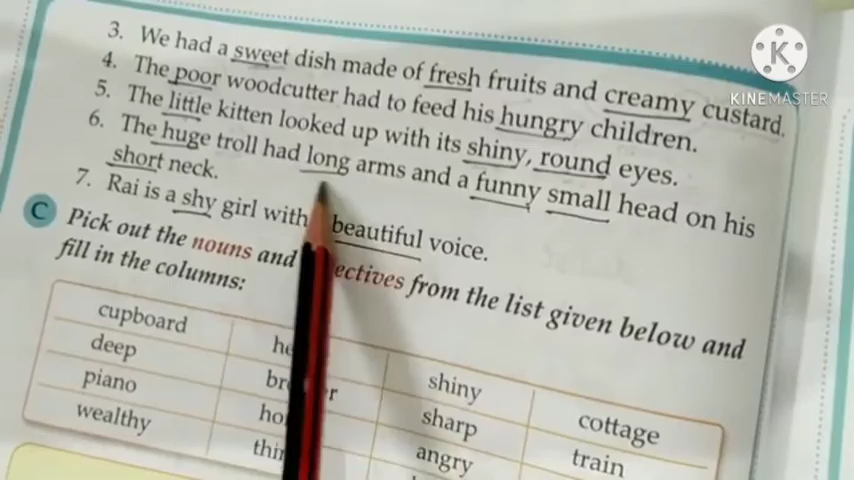 3. We had a sweet dish made of fresh fruits and creamy custard.
4. The poor woodcutter had to feed his hungry children.
5. The little kitten looked up with its shiny, round eyes.
6. The huge troll had long arms and a funny small head on his
short neck.
7. Rai is a shy girl with beautiful voice.
C Pick out the nouns and ectives from the list given below and
fill in the columns:
cupboard he shiny cottage
deep br r sharp train
piano ho angry
wealthy thi
KINEMASTER